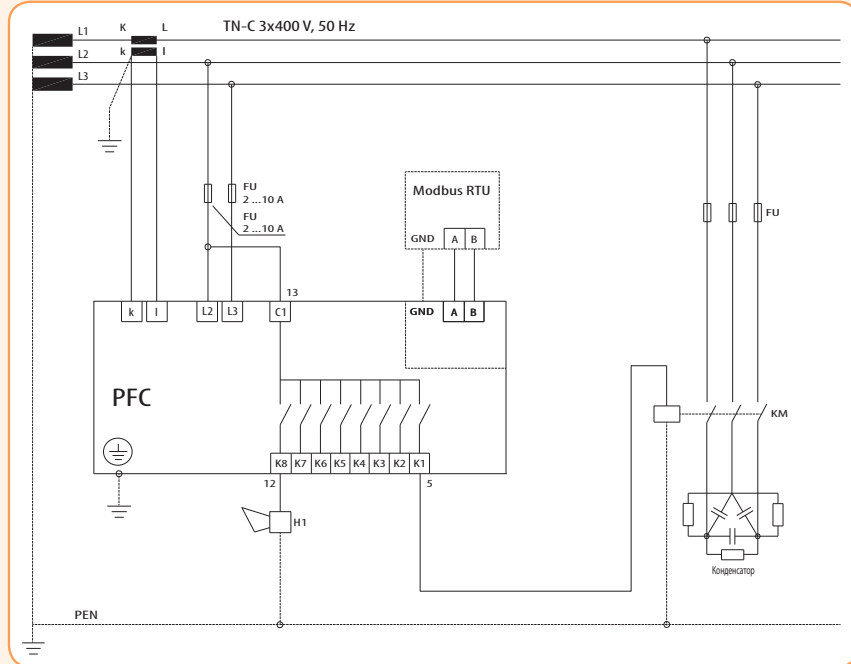 TN-C 3x400 V, 50 Hz
L1
K
L
L2
k
l
L3
FU
2 ...10 A
FU
2 ...10 A
Modbus RTU
GND
A
B
FU
13
k
l
L2
L3
C1
GND
A
B
PFC
KM
K8
K7
K6
K5
K4
K3
K2
K1
12
5
H1
Конденсатор
PEN